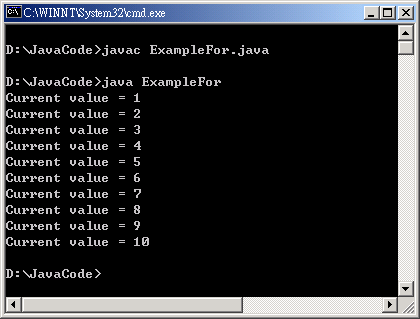 C:\WINNT\System32\cmd.exe
D:\JavaCode>javac ExampleFor.java
D:\JavaCode>java ExampleFor
Current value = 1
Current value = 2
Current value = 3
Current value = 4
Current value = 5
Current value = 6
Current value = 7
Current value = 8
Current value = 9
Current value = 10
D:\JavaCode>